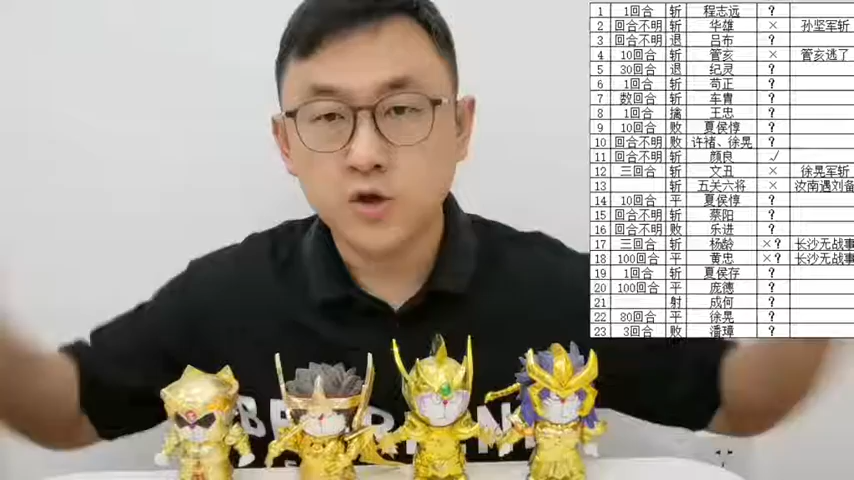 1 1回合 斩 程志远 ?
2 回合不明 斩 华雄 × 孙坚军斩
3 回合不明 退 吕布 ?
4 10回合 斩 管亥 × 管亥逃了
5 30回合 退 纪灵 ?
6 1回合 斩 荀正 ?
7 数回合 斩 车胄 ?
8 1回合 擒 王忠 ?
9 10回合 败 夏侯惇 ?
10 回合不明 败 许褚、徐晃 ?
11 回合不明 斩 颜良 √
12 三回合 斩 文丑 × 徐晃军斩
13 斩 五关六将 × 汝南遇刘备
14 10回合 平 夏侯惇 ?
15 回合不明 斩 蔡阳 ?
16 回合不明 败 乐进 ?
17 三回合 斩 杨龄 ×? 长沙无战事
18 100回合 平 黄忠 ×? 长沙无战事
19 1回合 斩 夏侯存 ?
20 100回合 平 庞德 ?
21 射 成何 ?
22 80回合 平 徐晃 ?
23 3回合 败 潘璋 ?